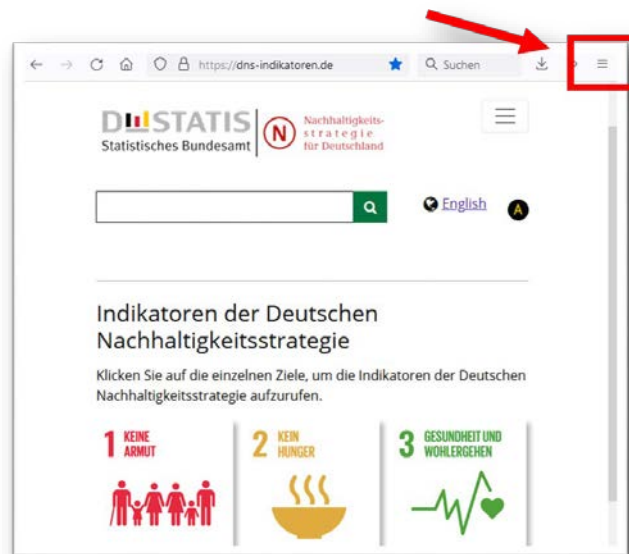 https://dns-indikatoren.de
Suchen
DESTATIS
Statistisches Bundesamt
N
Nachhaltigkeits-
strategie
für Deutschland
English
A
Indikatoren der Deutschen
Nachhaltigkeitsstrategie
Klicken Sie auf die einzelnen Ziele, um die Indikatoren der Deutschen
Nachhaltigkeitsstrategie aufzurufen.
1 KEINE
ARMUT
2 KEIN
HUNGER
3 GESUNDHEIT UND
WOHLERGEHEN